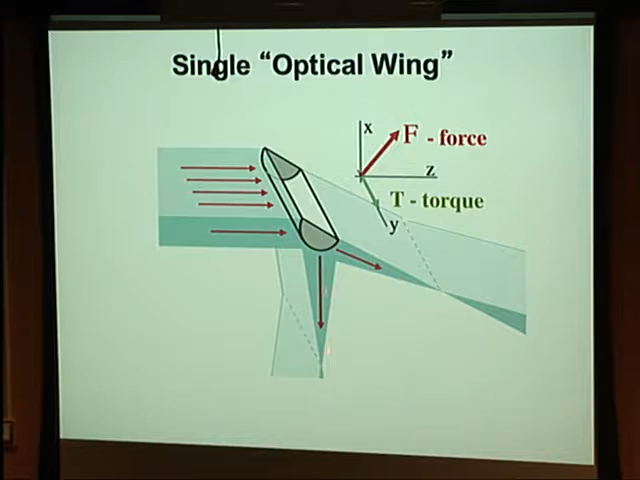 Single “Optical Wing”
x
F - force
z
T - torque
y